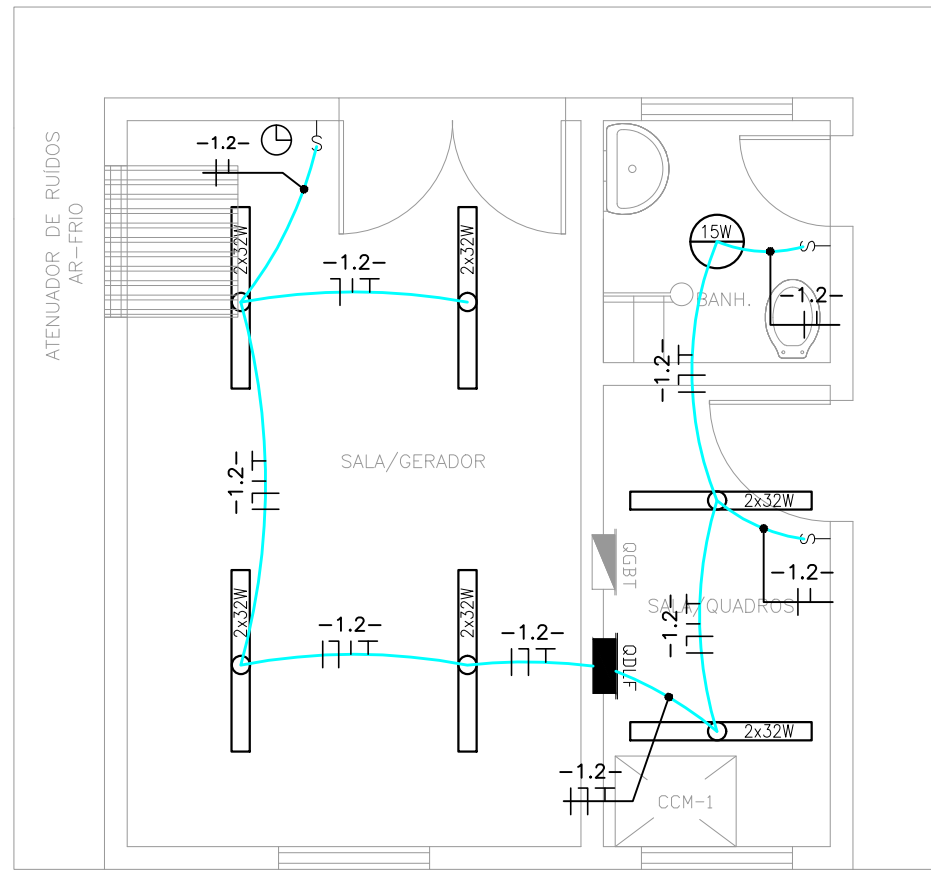 -1.2-
S
ATENUADOR DE RUÍDOS
AR-FRIO
2x32W
2x32W
-1.2-
15W
S
BANH.
-1.2-
-1.2-
SALA/GERADOR
-1.2-
2x32W
S
QGBT
-1.2-
SALA/QUADROS
-1.2-
2x32W
2x32W
-1.2-
-1.2-
QDLF
2x32W
-1.2-
CCM-1